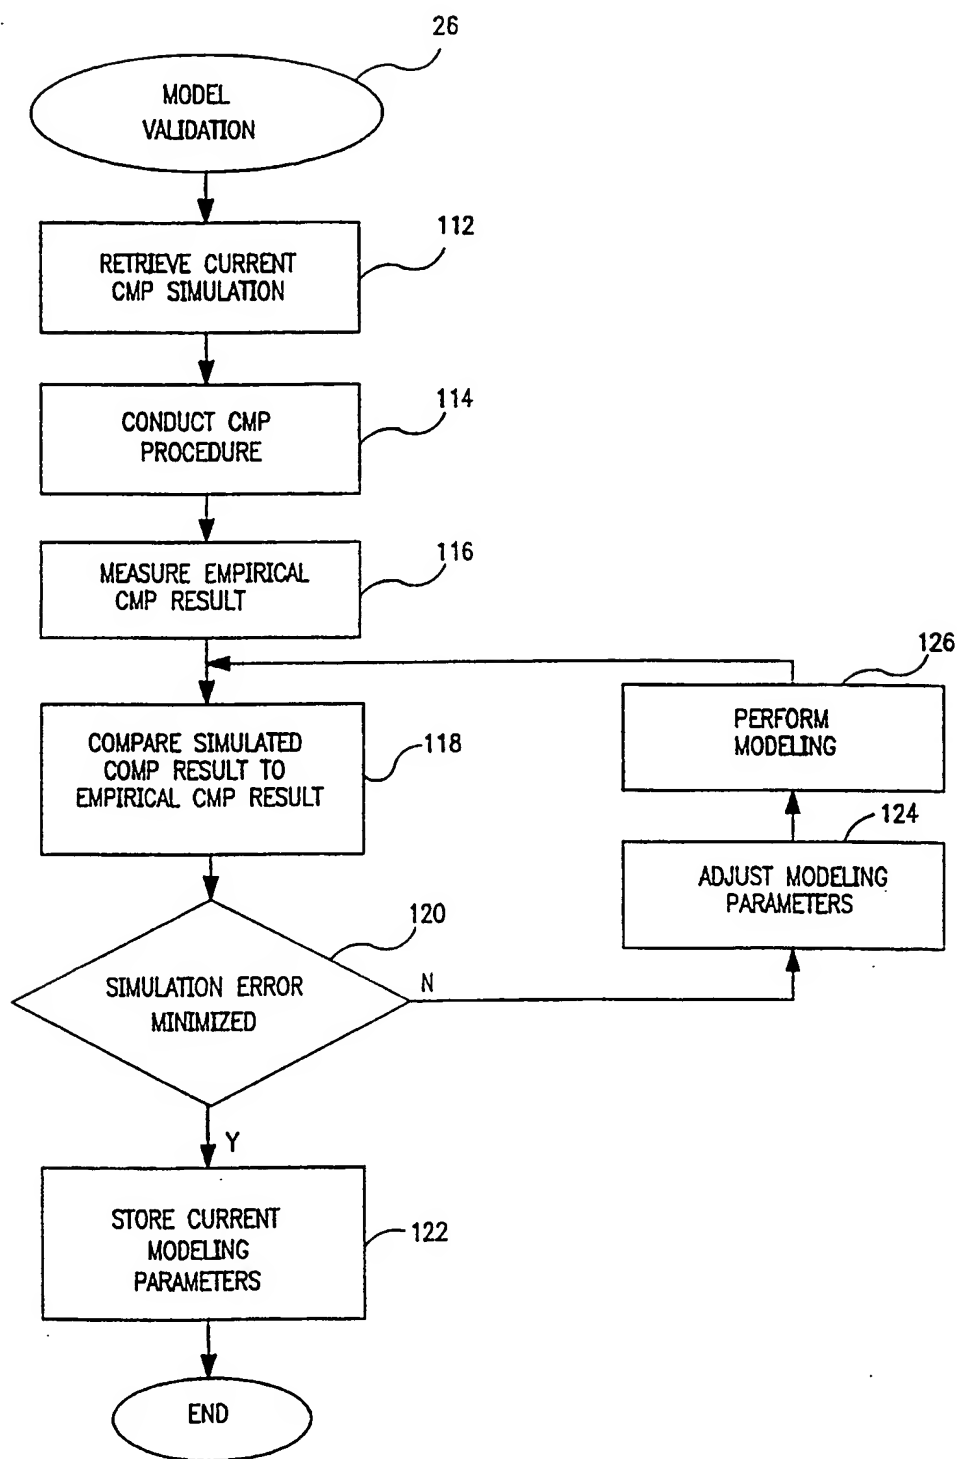 26
MODEL
VALIDATION
112
RETRIEVE CURRENT
CMP SIMULATION
114
CONDUCT CMP
PROCEDURE
116
MEASURE EMPIRICAL
CMP RESULT
126
PERFORM
MODELING
118
COMPARE SIMULATED
COMP RESULT TO
EMPIRICAL CMP RESULT
124
ADJUST MODELING
PARAMETERS
120
SIMULATION ERROR
MINIMIZED
N
Y
122
STORE CURRENT
MODELING
PARAMETERS
END